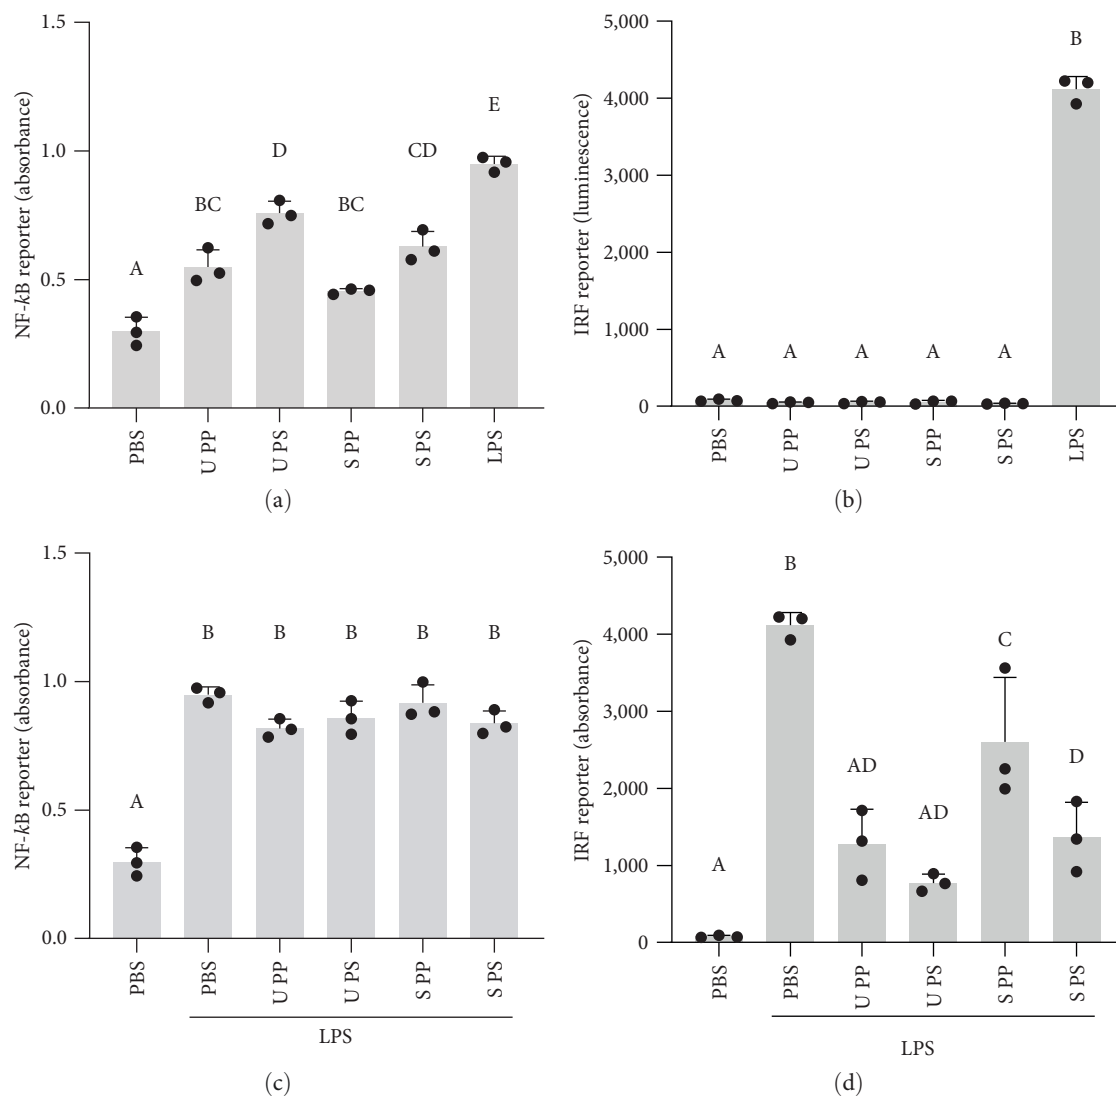 NF-kB reporter (absorbance)
1.5
1.0
0.5
0.0
A
BC
D
BC
CD
E
PBS
U PP
U PS
S PP
S PS
LPS
(a)
IRF reporter (luminescence)
5,000
4,000
3,000
2,000
1,000
0
A
A
A
A
A
B
PBS
U PP
U PS
S PP
S PS
LPS
(b)
NF-kB reporter (absorbance)
1.5
1.0
0.5
0.0
A
B
B
B
B
B
PBS
PBS
U PP
U PS
S PP
S PS
LPS
(c)
IRF reporter (absorbance)
5,000
4,000
3,000
2,000
1,000
0
A
B
AD
AD
C
D
PBS
PBS
U PP
U PS
S PP
S PS
LPS
(d)